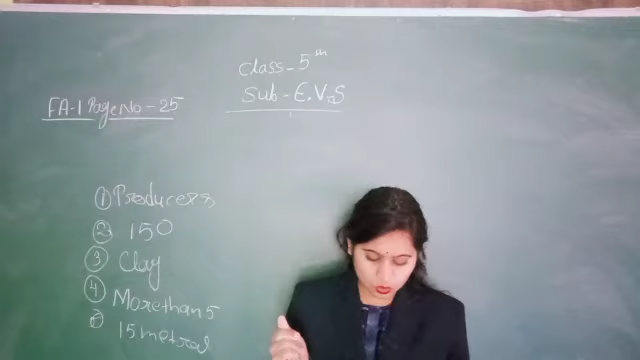 Class - 5th
Sub - E.V.S
FA-1 Page No - 25
① Producers
② 150
③ Clay
④ More than 5
⑤ 15